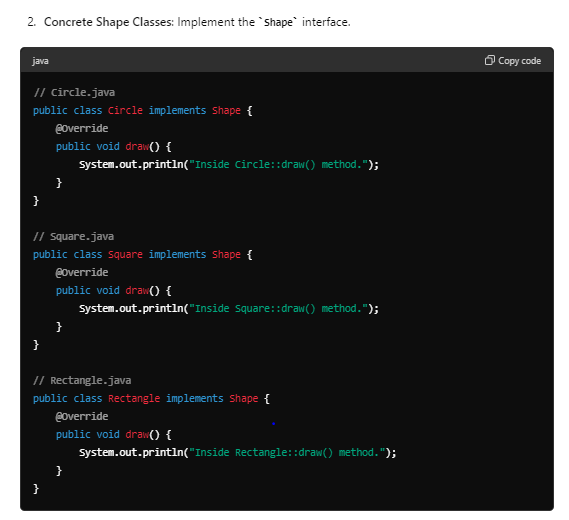 2. Concrete Shape Classes: Implement the `Shape` interface.
java
Copy code
// Circle.java
public class Circle implements Shape {
    @Override
    public void draw() {
        System.out.println("Inside Circle::draw() method.");
    }
}
// Square.java
public class Square implements Shape {
    @Override
    public void draw() {
        System.out.println("Inside Square::draw() method.");
    }
}
// Rectangle.java
public class Rectangle implements Shape {
    @Override
    public void draw() {
        System.out.println("Inside Rectangle::draw() method.");
    }
}